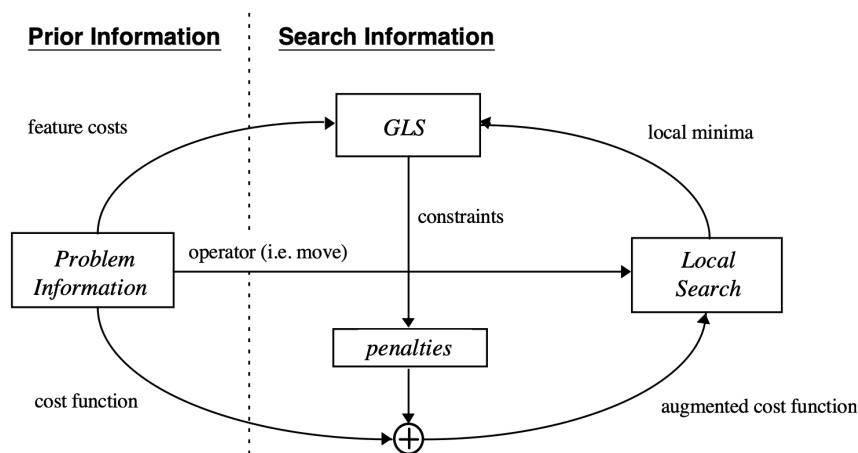 Prior Information
Search Information
feature costs
GLS
local minima
constraints
Problem
Information
operator (i.e. move)
Local
Search
penalties
cost function
augmented cost function